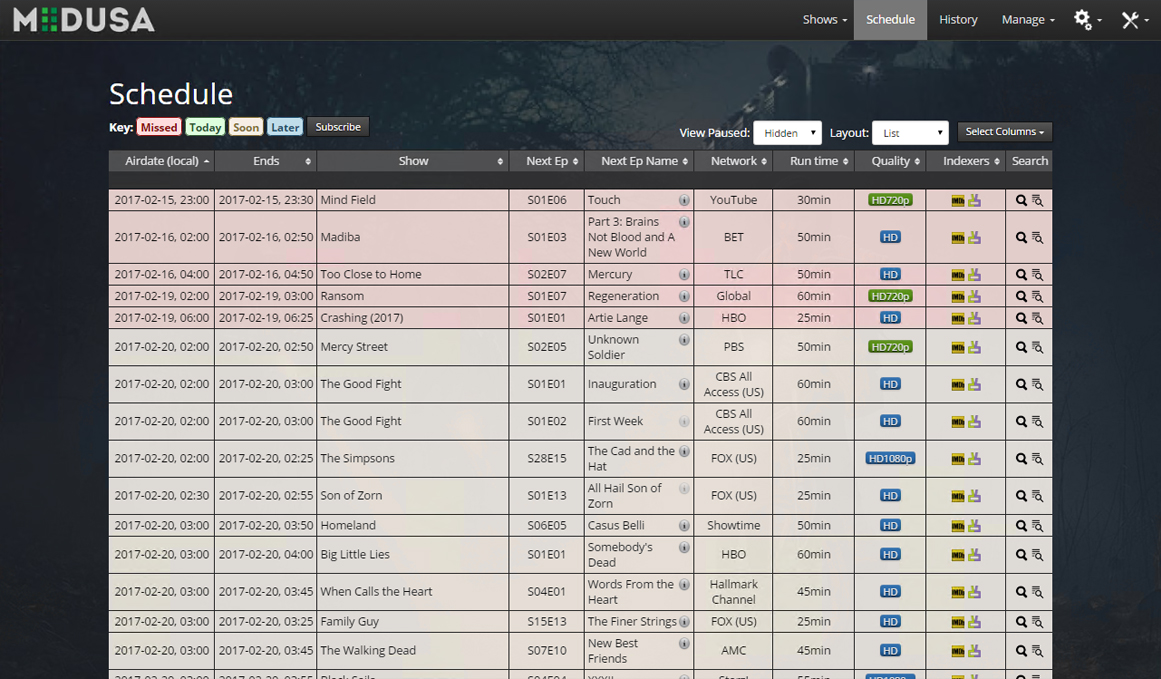 MEDUSA Shows Schedule History Manage
Schedule
Key: Missed Today Soon Later Subscribe
View Paused: Hidden Layout: List Select Columns
Airdate (local) Ends Show Next Ep Next Ep Name Network Run time Quality Indexers Search
2017-02-15, 23:00 2017-02-15, 23:30 Mind Field S01E06 Touch YouTube 30min HD720p
2017-02-16, 02:00 2017-02-16, 02:50 Madiba S01E03 Part 3: Brains
Not Blood and A
New World BET 50min HD
2017-02-16, 04:00 2017-02-16, 04:50 Too Close to Home S02E07 Mercury TLC 50min HD
2017-02-19, 02:00 2017-02-19, 03:00 Ransom S01E07 Regeneration Global 60min HD720p
2017-02-19, 06:00 2017-02-19, 06:25 Crashing (2017) S01E01 Artie Lange HBO 25min HD
2017-02-20, 02:00 2017-02-20, 02:50 Mercy Street S02E05 Unknown
Soldier PBS 50min HD720p
2017-02-20, 02:00 2017-02-20, 03:00 The Good Fight S01E01 Inauguration CBS All
Access (US) 60min HD
2017-02-20, 02:00 2017-02-20, 03:00 The Good Fight S01E02 First Week CBS All
Access (US) 60min HD
2017-02-20, 02:00 2017-02-20, 02:25 The Simpsons S28E15 The Cad and the
Hat FOX (US) 25min HD1080p
2017-02-20, 02:30 2017-02-20, 02:55 Son of Zorn S01E13 All Hail Son of
Zorn FOX (US) 25min HD
2017-02-20, 03:00 2017-02-20, 03:50 Homeland S06E05 Casus Belli Showtime 50min HD
2017-02-20, 03:00 2017-02-20, 04:00 Big Little Lies S01E01 Somebody's
Dead HBO 60min HD
2017-02-20, 03:00 2017-02-20, 03:45 When Calls the Heart S04E01 Words From the
Heart Hallmark
Channel 45min HD
2017-02-20, 03:00 2017-02-20, 03:25 Family Guy S15E13 The Finer Strings FOX (US) 25min HD
2017-02-20, 03:00 2017-02-20, 03:45 The Walking Dead S07E10 New Best
Friends AMC 45min HD